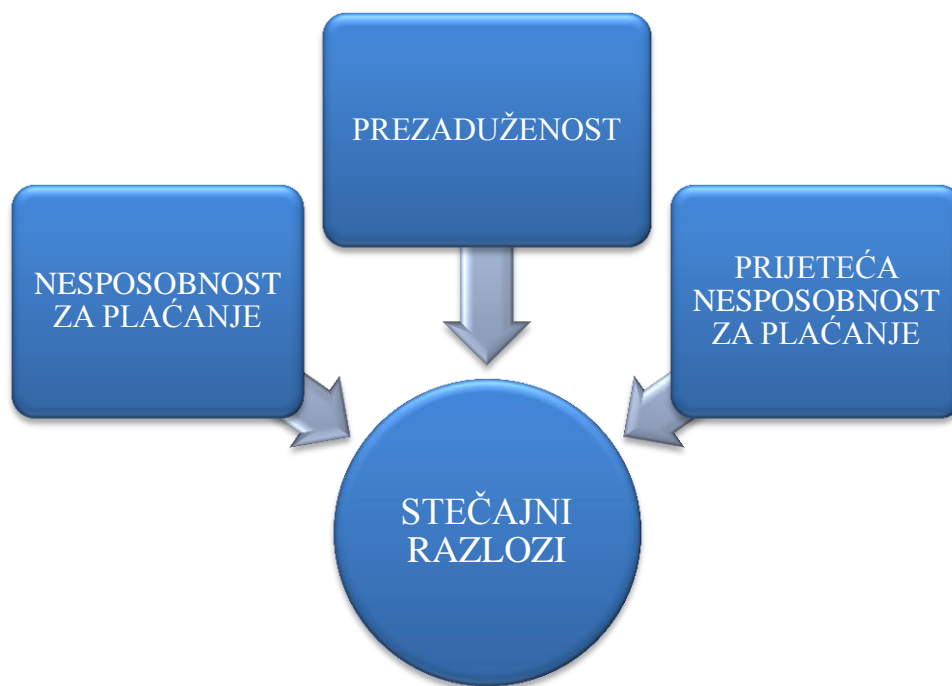 PREZADUŽENOST
NESPOSOBNOST
ZA PLAĆANJE
PRIJETEĆA
NESPOSOBNOST
ZA PLAĆANJE
STEČAJNI
RAZLOZI